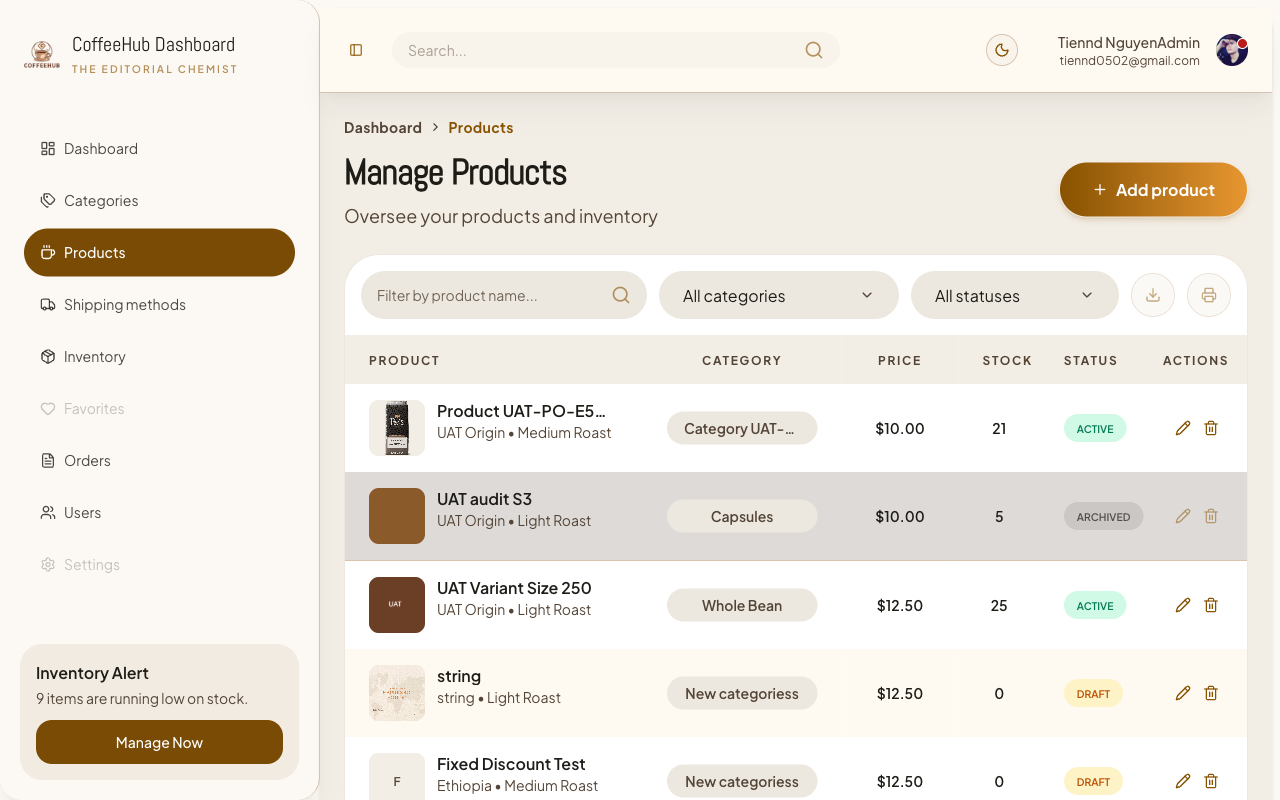 COFFEEHUB
CoffeeHub Dashboard
THE EDITORIAL CHEMIST
Dashboard
Categories
Products
Shipping methods
Inventory
Favorites
Orders
Users
Settings
Inventory Alert
9 items are running low on stock.
Manage Now
Search...
Tiennd NguyenAdmin
tiennd0502@gmail.com
Dashboard > Products
Manage Products
Oversee your products and inventory
+ Add product
Filter by product name...
All categories
All statuses
PRODUCT CATEGORY PRICE STOCK STATUS ACTIONS
Product UAT-PO-E5...
UAT Origin • Medium Roast
Category UAT-...
$10.00
21
ACTIVE
UAT audit S3
UAT Origin • Light Roast
Capsules
$10.00
5
ARCHIVED
UAT
UAT Variant Size 250
UAT Origin • Light Roast
Whole Bean
$12.50
25
ACTIVE
string
string • Light Roast
New categoriess
$12.50
0
DRAFT
F
Fixed Discount Test
Ethiopia • Medium Roast
New categoriess
$12.50
0
DRAFT